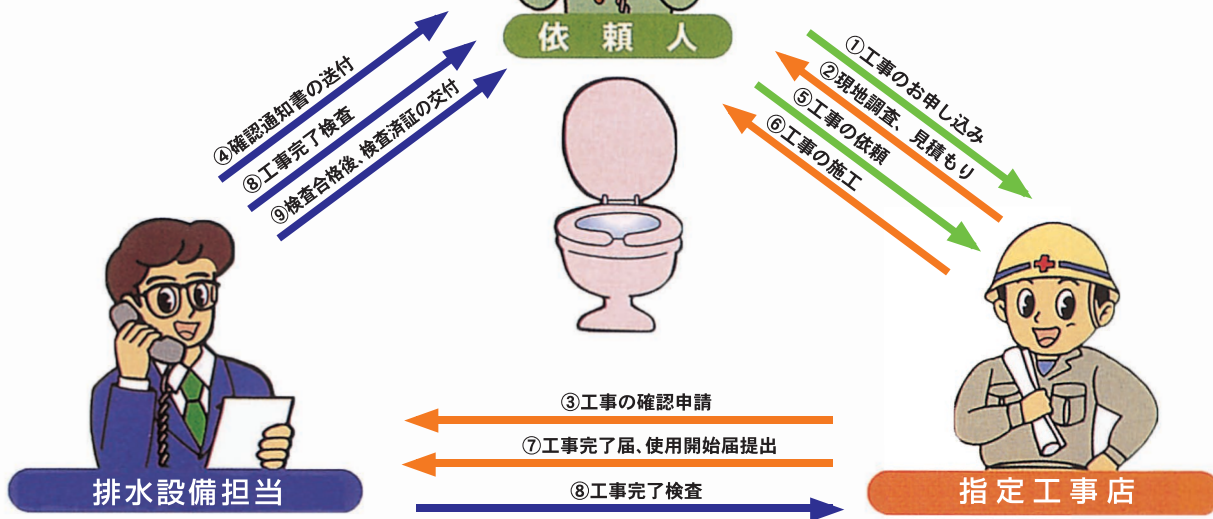 依頼人
④確認通知書の送付
⑧工事完了検査
⑨検査合格後、検査済証の交付
①工事のお申し込み
②現地調査、見積もり
⑤工事の依頼
⑥工事の施工
③工事の確認申請
⑦工事完了届、使用開始届提出
⑧工事完了検査
排水設備担当
指定工事店